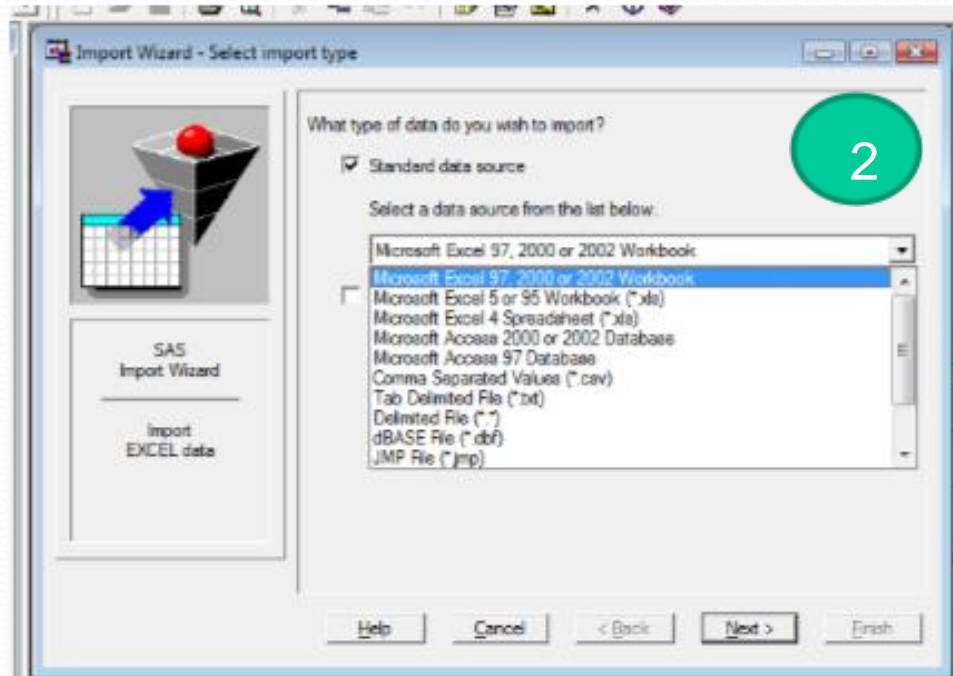 Import Wizard - Select import type
What type of data do you wish to import?
2
Standard data source
Select a data source from the list below.
Microsoft Excel 97, 2000 or 2002 Workbook
Microsoft Excel 97, 2000 or 2002 Workbook
Microsoft Excel 5 or 95 Workbook (*.xls)
Microsoft Excel 4 Spreadsheet (*.xls)
Microsoft Access 2000 or 2002 Database
Microsoft Access 97 Database
Comma Separated Values (*.csv)
Tab Delimited File (*.txt)
Delimited File (*.*)
dBASE File (*.dbf)
JMP File (*.jmp)
SAS
Import Wizard
Import
EXCEL data
Help
Cancel
< Back
Next >
Finish